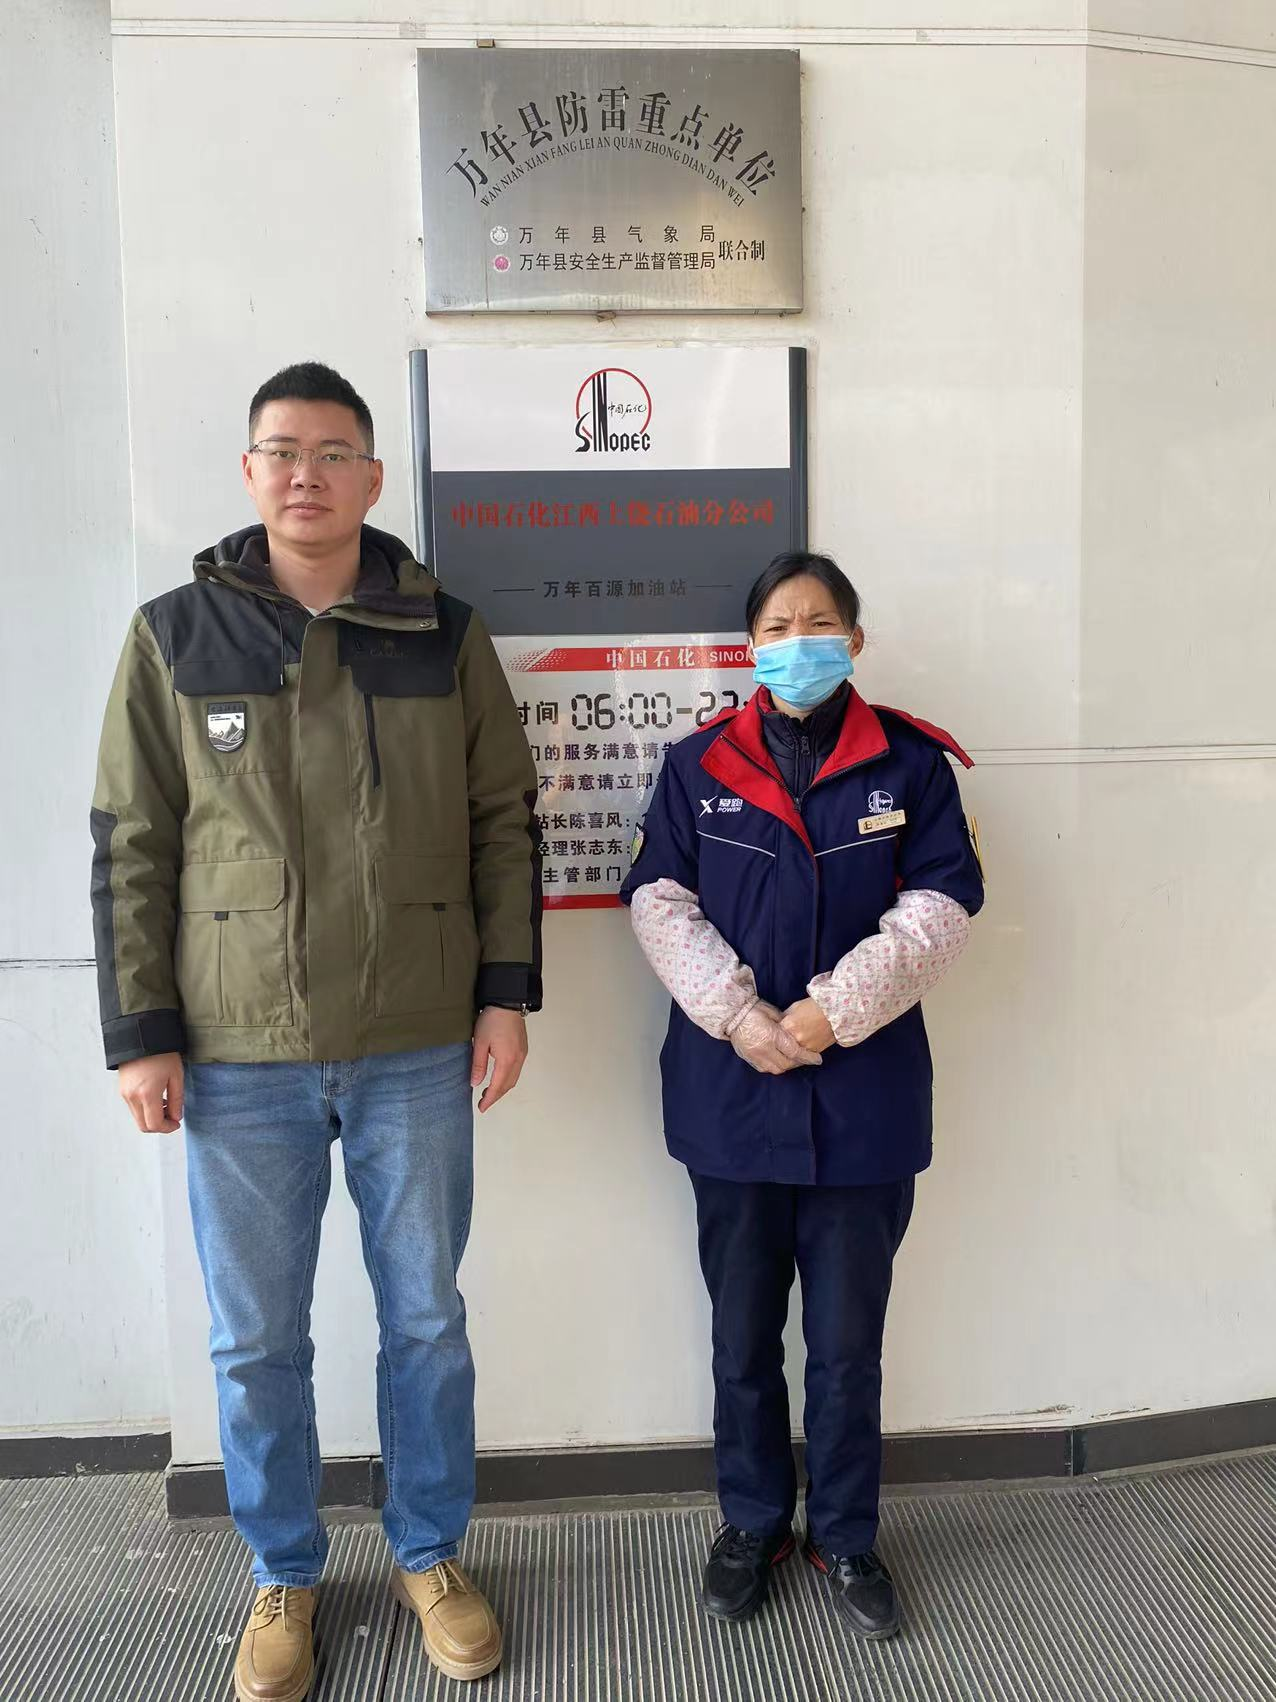 万年县防雷重点单位
WAN NIAN XIAN FANG LEI AN QUAN ZHONG DIAN DAN WEI
万年县气象局
万年县安全生产监督管理局
联合制
中国石化
SINOPEC
中国石化江西上饶石油分公司
万年百源加油站
中国石化
时间 06:00-22:
们的服务满意请告
不满意请立即
站长陈喜风:
经理张志东:
主管部门
爱跑
POWER
Sinopec